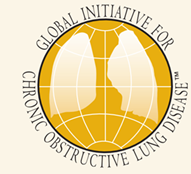 GLOBAL INITIATIVE FOR
CHRONIC OBSTRUCTIVE LUNG DISEASE™